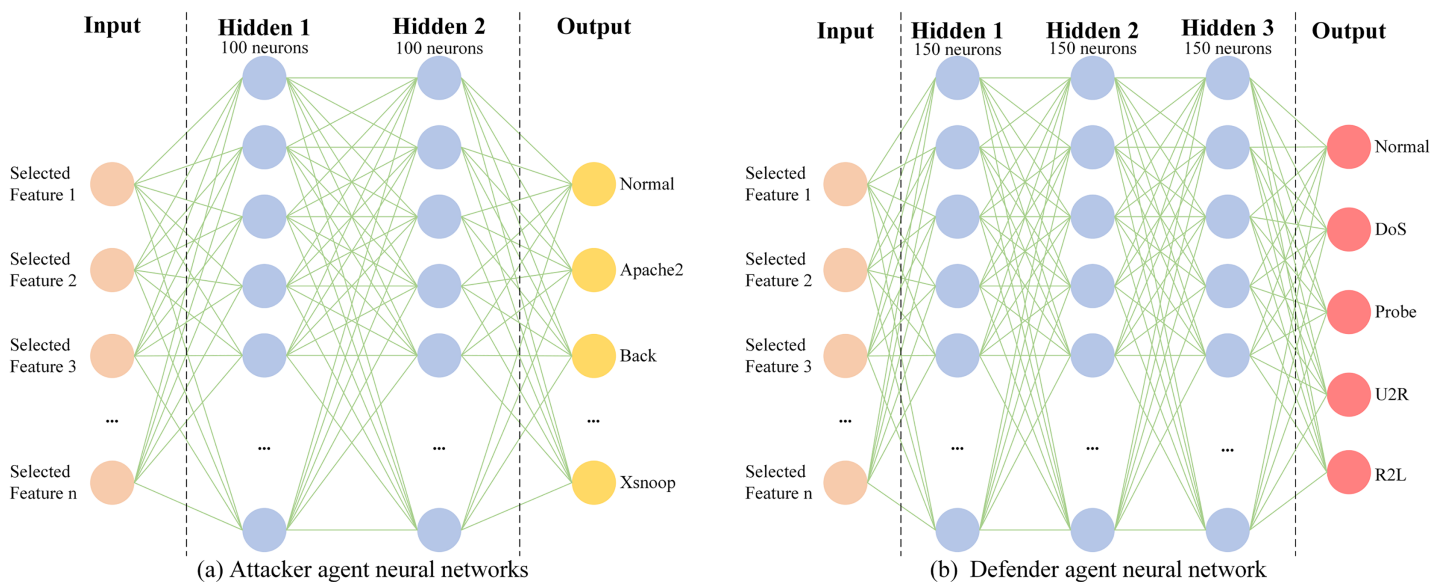 Input
Hidden 1
100 neurons
Hidden 2
100 neurons
Output
Selected
Feature 1
Selected
Feature 2
Selected
Feature 3
...
Selected
Feature n
...
...
Normal
Apache2
Back
...
Xsnoop
(a) Attacker agent neural networks
Input
Hidden 1
150 neurons
Hidden 2
150 neurons
Hidden 3
150 neurons
Output
Selected
Feature 1
Selected
Feature 2
Selected
Feature 3
...
Selected
Feature n
...
...
...
Normal
DoS
Probe
U2R
R2L
(b) Defender agent neural network